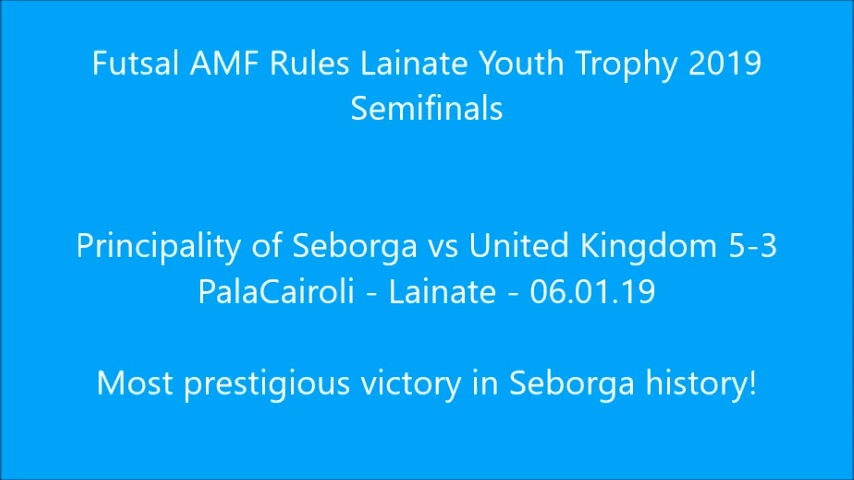 Futsal AMF Rules Lainate Youth Trophy 2019
Semifinals
Principality of Seborga vs United Kingdom 5-3
PalaCairoli - Lainate - 06.01.19
Most prestigious victory in Seborga history!